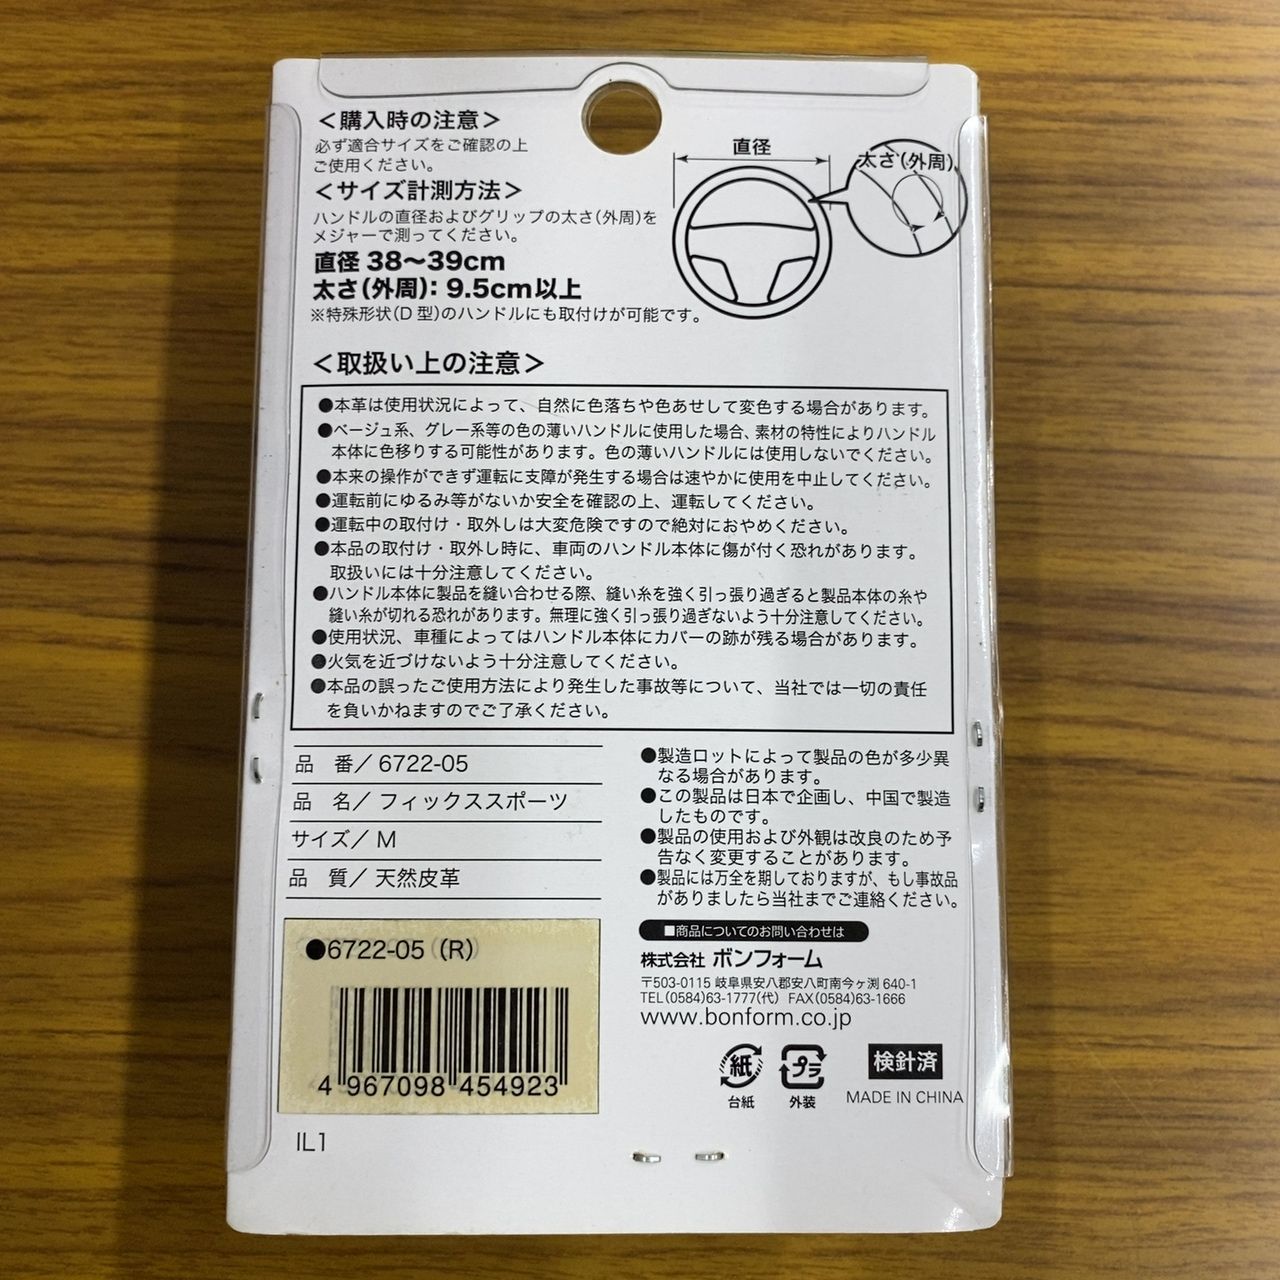 ＜購入時の注意＞
必ず適合サイズをご確認の上
ご使用ください。
＜サイズ計測方法＞
ハンドルの直径およびグリップの太さ(外周)を
メジャーで測ってください。
直径 38～39cm
太さ(外周)：9.5cm以上
※特殊形状(D 型)のハンドルにも取付けが可能です。
直径
太さ(外周)
＜取扱い上の注意＞
●本革は使用状況によって、自然に色落ちや色あせして変色する場合があります。
●ベージュ系、グレー系等の色の薄いハンドルに使用した場合、素材の特性によりハンドル
本体に色移りする可能性があります。色の薄いハンドルには使用しないでください。
●本来の操作ができず運転に支障が発生する場合は速やかに使用を中止してください。
●運転前にゆるみ等がないか安全を確認の上、運転してください。
●運転中の取付け・取外しは大変危険ですので絶対におやめください。
●本品の取付け・取外し時に、車両のハンドル本体に傷が付く恐れがあります。
取扱いには十分注意してください。
●ハンドル本体に製品を縫い合わせる際、縫い糸を強く引っ張り過ぎると製品本体の糸や
縫い糸が切れる恐れがあります。無理に強く引っ張り過ぎないよう十分注意してください。
●使用状況、車種によってはハンドル本体にカバーの跡が残る場合があります。
●火気を近づけないよう十分注意してください。
●本品の誤ったご使用方法により発生した事故等について、当社では一切の責任
を負いかねますのでご了承ください。
品 番／ 6722-05
品 名／ フィックススポーツ
サイズ／ M
品 質／ 天然皮革
●6722-05 (R)
4 967098 454923
IL1
●製造ロットによって製品の色が多少異
なる場合があります。
●この製品は日本で企画し、中国で製造
したものです。
●製品の使用および外観は改良のため予
告なく変更することがあります。
●製品には万全を期しておりますが、もし事故品
がありましたら当社までご連絡ください。
■商品についてのお問い合わせは
株式会社 ボンフォーム
〒503-0115 岐阜県安八郡安八町南今ヶ渕 640-1
TEL(0584)63-1777(代) FAX(0584)63-1666
www.bonform.co.jp
紙
台紙
プラ
外装
検針済
MADE IN CHINA